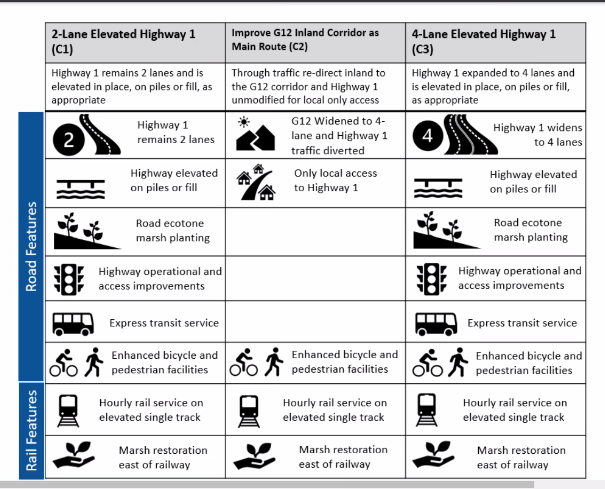 2-Lane Elevated Highway 1
(C1)
Improve G12 Inland Corridor as
Main Route (C2)
4-Lane Elevated Highway 1
(C3)
Highway 1 remains 2 lanes and is
elevated in place, on piles or fill, as
appropriate
Through traffic re-direct inland to
the G12 corridor and Highway 1
unmodified for local only access
Highway 1 expanded to 4 lanes and
is elevated in place, on piles or fill,
as appropriate
Road Features
2
Highway 1
remains 2 lanes
G12 Widened to 4-
lane and Highway 1
traffic diverted
4
Highway 1 widens
to 4 lanes
Highway elevated
on piles or fill
Only local access
to Highway 1
Highway elevated
on piles or fill
Road ecotone
marsh planting
Road ecotone
marsh planting
Highway operational and
access improvements
Highway operational and
access improvements
Express transit service
Express transit service
Enhanced bicycle and
pedestrian facilities
Enhanced bicycle and
pedestrian facilities
Enhanced bicycle and
pedestrian facilities
Rail Features
Hourly rail service on
elevated single track
Hourly rail service on
elevated single track
Hourly rail service on
elevated single track
Marsh restoration
east of railway
Marsh restoration
east of railway
Marsh restoration
east of railway